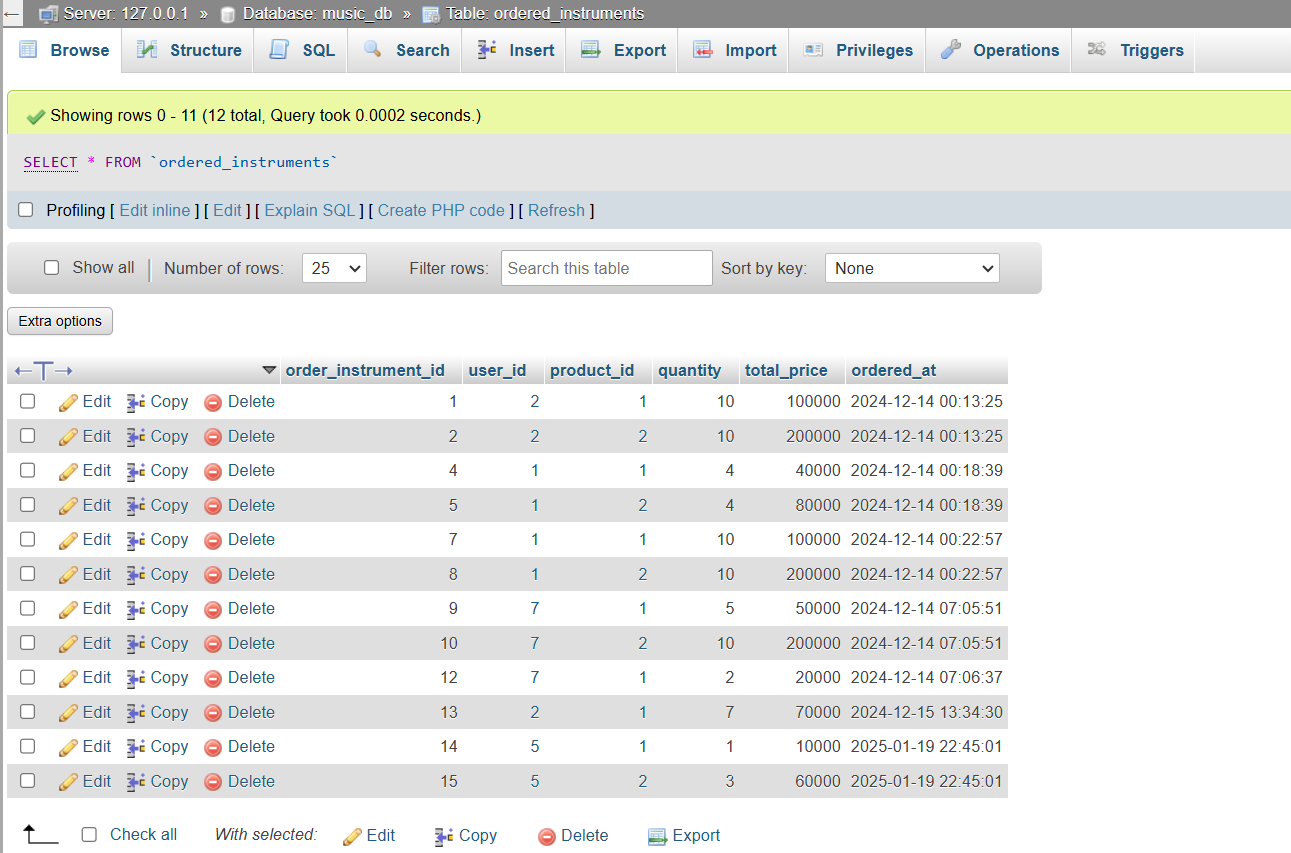 ← Server: 127.0.0.1 » Database: music_db » Table: ordered_instruments
Browse Structure SQL Search Insert Export Import Privileges Operations Triggers
Showing rows 0 - 11 (12 total, Query took 0.0002 seconds.)
SELECT * FROM `ordered_instruments`
Profiling [ Edit inline ] [ Edit ] [ Explain SQL ] [ Create PHP code ] [ Refresh ]
Show all | Number of rows: 25 Filter rows: Search this table Sort by key: None
Extra options
←T→ order_instrument_id user_id product_id quantity total_price ordered_at
Edit Copy Delete 1 2 1 10 100000 2024-12-14 00:13:25
Edit Copy Delete 2 2 2 10 200000 2024-12-14 00:13:25
Edit Copy Delete 4 1 1 4 40000 2024-12-14 00:18:39
Edit Copy Delete 5 1 2 4 80000 2024-12-14 00:18:39
Edit Copy Delete 7 1 1 10 100000 2024-12-14 00:22:57
Edit Copy Delete 8 1 2 10 200000 2024-12-14 00:22:57
Edit Copy Delete 9 7 1 5 50000 2024-12-14 07:05:51
Edit Copy Delete 10 7 2 10 200000 2024-12-14 07:05:51
Edit Copy Delete 12 7 1 2 20000 2024-12-14 07:06:37
Edit Copy Delete 13 2 1 7 70000 2024-12-15 13:34:30
Edit Copy Delete 14 5 1 1 10000 2025-01-19 22:45:01
Edit Copy Delete 15 5 2 3 60000 2025-01-19 22:45:01
Check all With selected: Edit Copy Delete Export